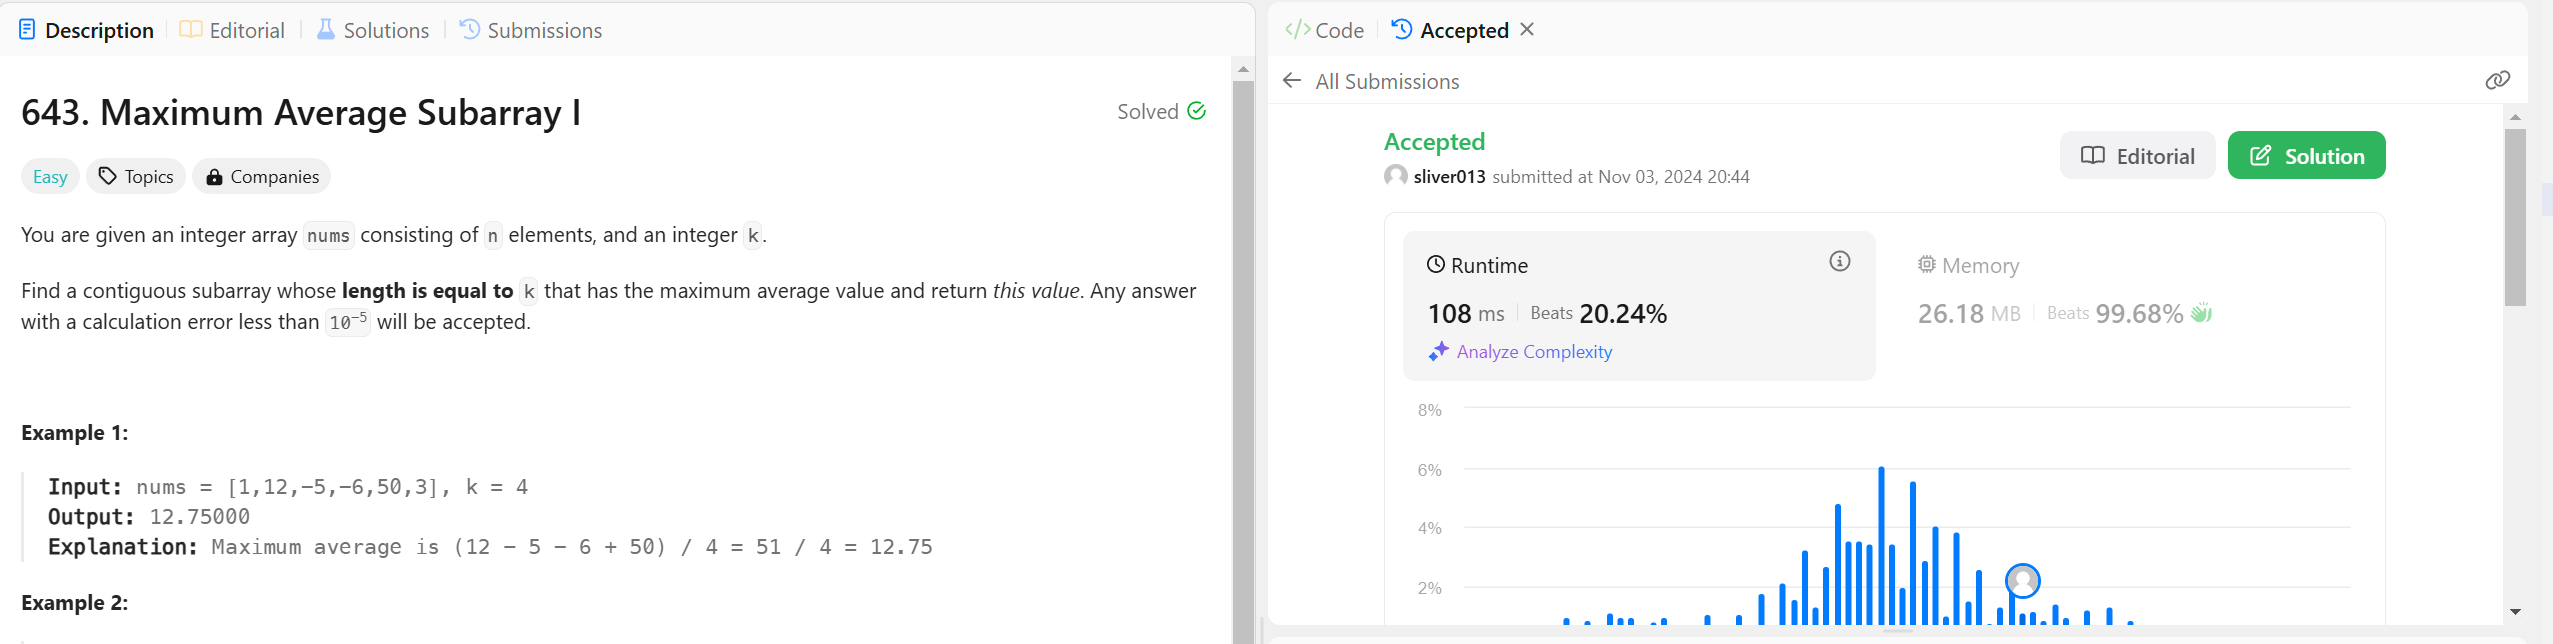 Description Editorial Solutions Submissions
643. Maximum Average Subarray I
Solved
Easy Topics Companies
You are given an integer array nums consisting of n elements, and an integer k.
Find a contiguous subarray whose length is equal to k that has the maximum average value and return this value. Any answer
with a calculation error less than 10⁻⁵ will be accepted.
Example 1:
Input: nums = [1,12,-5,-6,50,3], k = 4
Output: 12.75000
Explanation: Maximum average is (12 - 5 - 6 + 50) / 4 = 51 / 4 = 12.75
Example 2:
</> Code Accepted
All Submissions
Accepted
sliver013 submitted at Nov 03, 2024 20:44
Editorial Solution
Runtime
108 ms Beats 20.24%
Analyze Complexity
Memory
26.18 MB Beats 99.68%
8%
6%
4%
2%